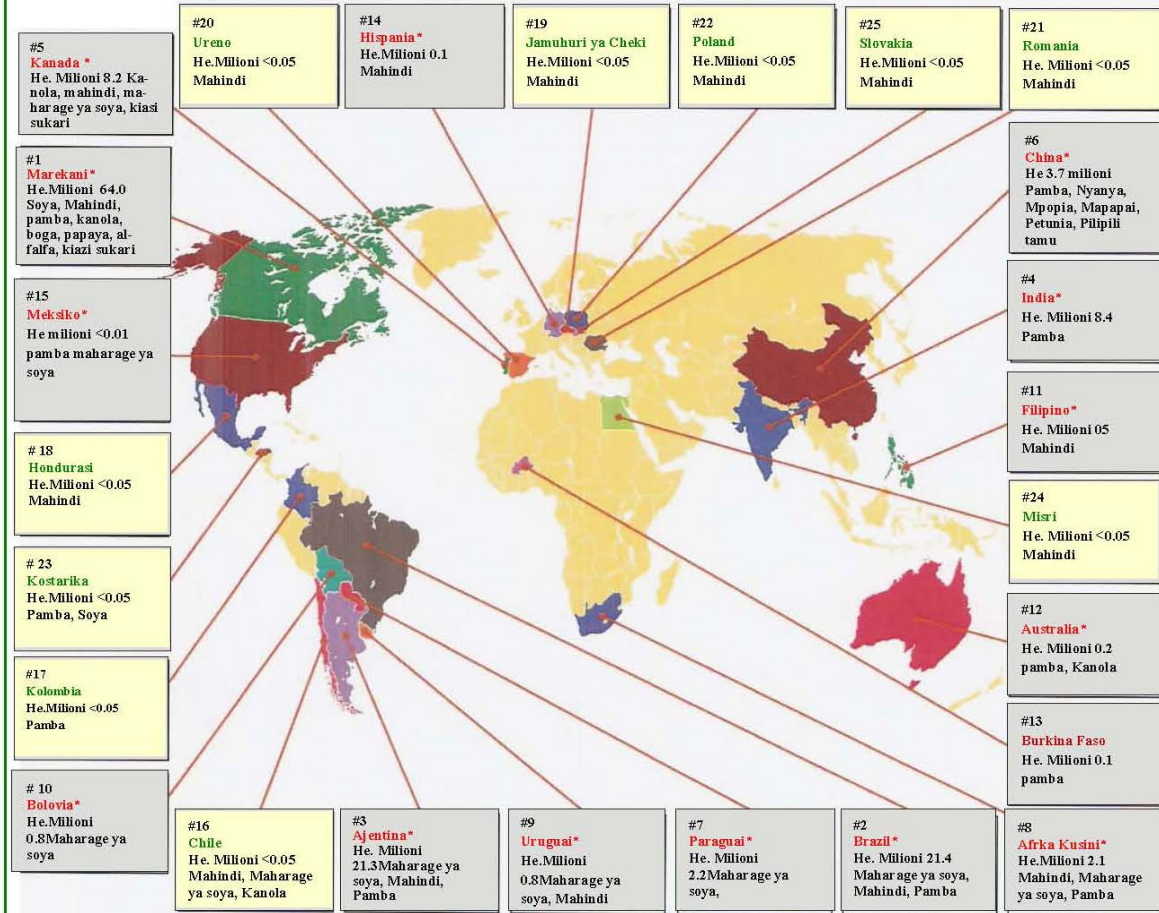 #20
Ureno
He.Milioni <0.05
Mahindi
#14
Hispania*
He.Milioni 0.1
Mahindi
#19
Jamuhuri ya Cheki
He.Milioni <0.05
Mahindi
#22
Poland
He.Milioni <0.05
Mahindi
#25
Slovakia
He.Milioni <0.05
Mahindi
#21
Romania
He.Milioni <0.05
Mahindi
#5
Kanada *
He. Milioni 8.2 Ka-
nola, mahindi, ma-
harage ya soya, kiasi
sukari
#1
Marekani*
He.Milioni 64.0
Soya, Mahindi,
pamba, kanola,
boga, papaya, al-
falfa, kiazi sukari
#15
Meksiko*
He milioni <0.01
pamba maharage ya
soya
# 18
Hondurasi
He.Milioni <0.05
Mahindi
# 23
Kostarika
He.Milioni <0.05
Pamba, Soya
#17
Kolombia
He.Milioni <0.05
Pamba
# 10
Bolovia*
He.Milioni
0.8Maharage ya
soya
#6
China*
He 3.7 milioni
Pamba, Nyanya,
Mpopia, Mapapai,
Petunia, Pilipili
tamu
#4
India*
He. Milioni 8.4
Pamba
#11
Filipino*
He. Milioni 05
Mahindi
#24
Misri
He. Milioni <0.05
Mahindi
#12
Australia*
He. Milioni 0.2
pamba, Kanola
#13
Burkina Faso
He. Milioni 0.1
pamba
#16
Chile
He. Milioni <0.05
Mahindi, Maharage
ya soya, Kanola
#3
Ajentina*
He. Milioni
21.3Maharage ya
soya, Mahindi,
Pamba
#9
Uruguai*
He.Milioni
0.8Maharage ya
soya, Mahindi
#7
Paraguai*
He. Milioni
2.2Maharage ya
soya,
#2
Brazil*
He. Milioni 21.4
Maharage ya soya,
Mahindi, Pamba
#8
Afrka Kusini*
He.Milioni 2.1
Mahindi, Maharage
ya soya, Pamba